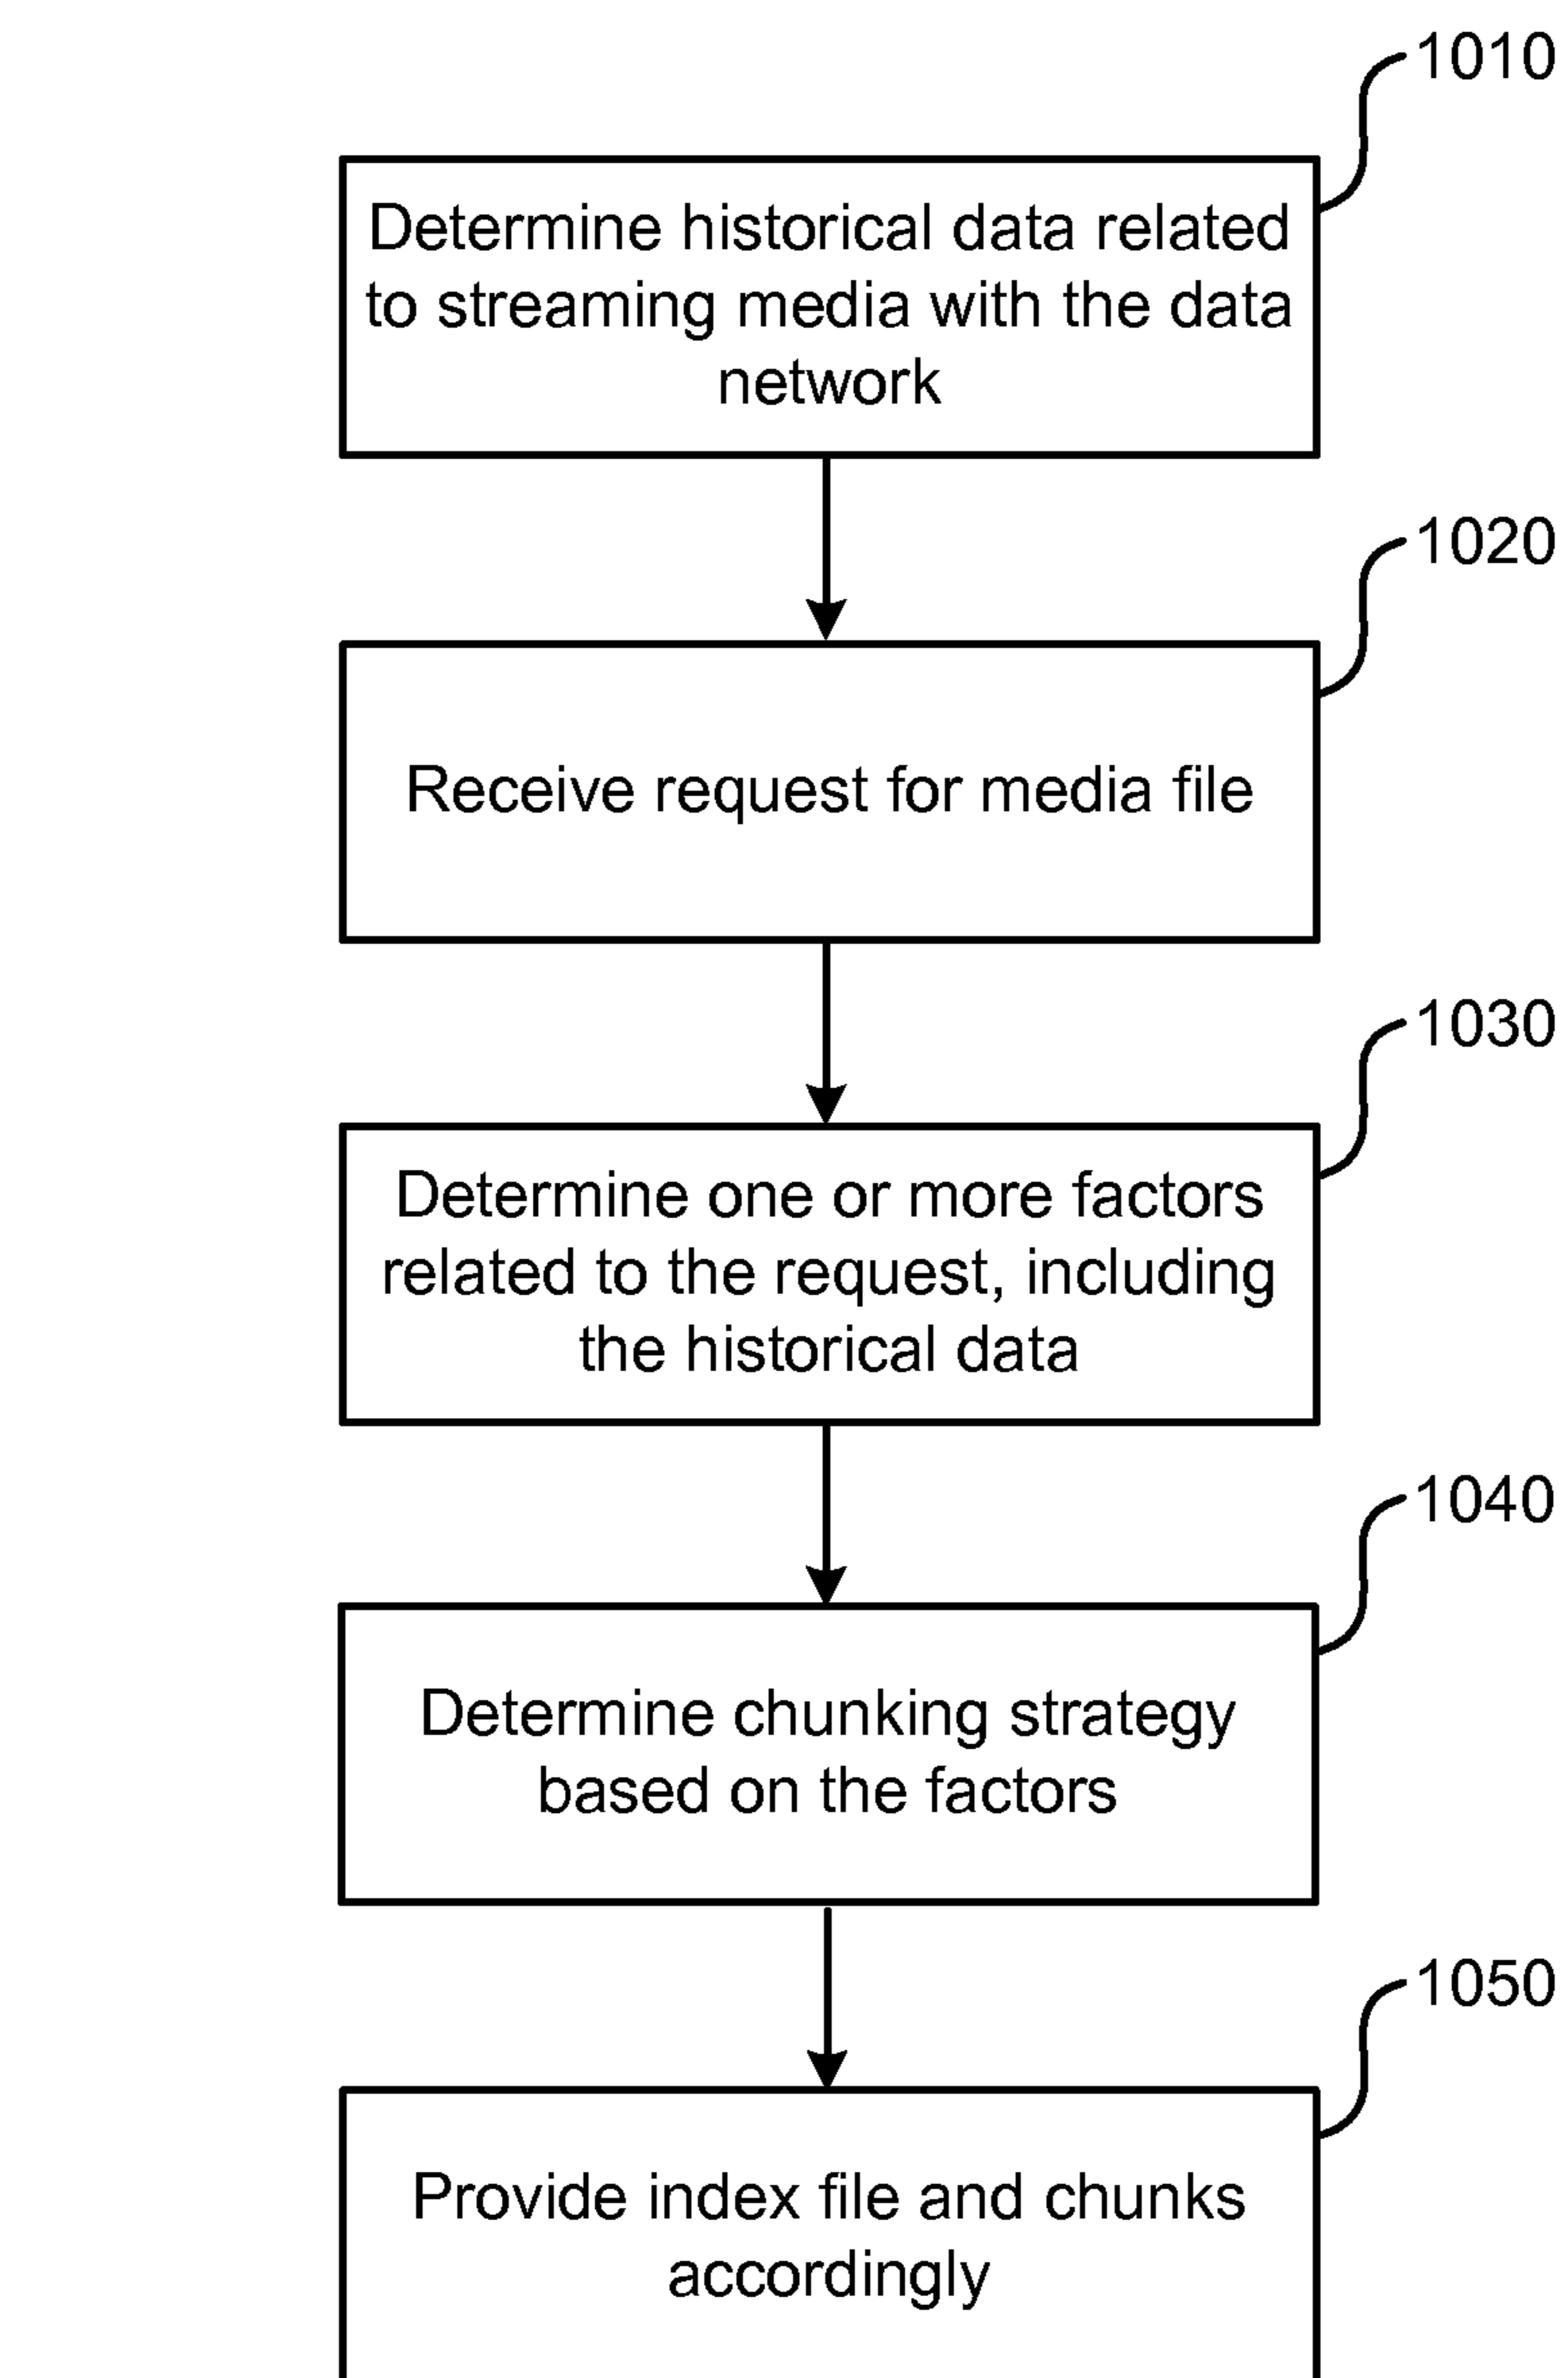 1010
Determine historical data related
to streaming media with the data
network
1020
Receive request for media file
1030
Determine one or more factors
related to the request, including
the historical data
1040
Determine chunking strategy
based on the factors
1050
Provide index file and chunks
accordingly